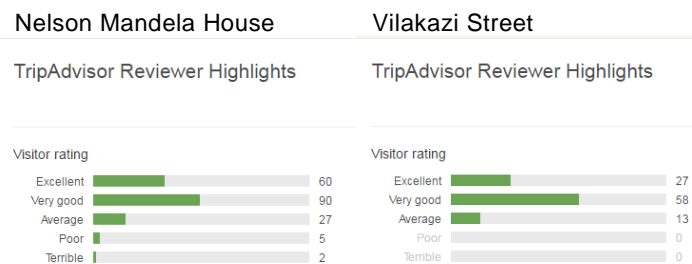 Nelson Mandela House
TripAdvisor Reviewer Highlights
Visitor rating
Excellent 60
Very good 90
Average 27
Poor 5
Terrible 2
Vilakazi Street
TripAdvisor Reviewer Highlights
Visitor rating
Excellent 27
Very good 58
Average 13
Poor 0
Terrible 0